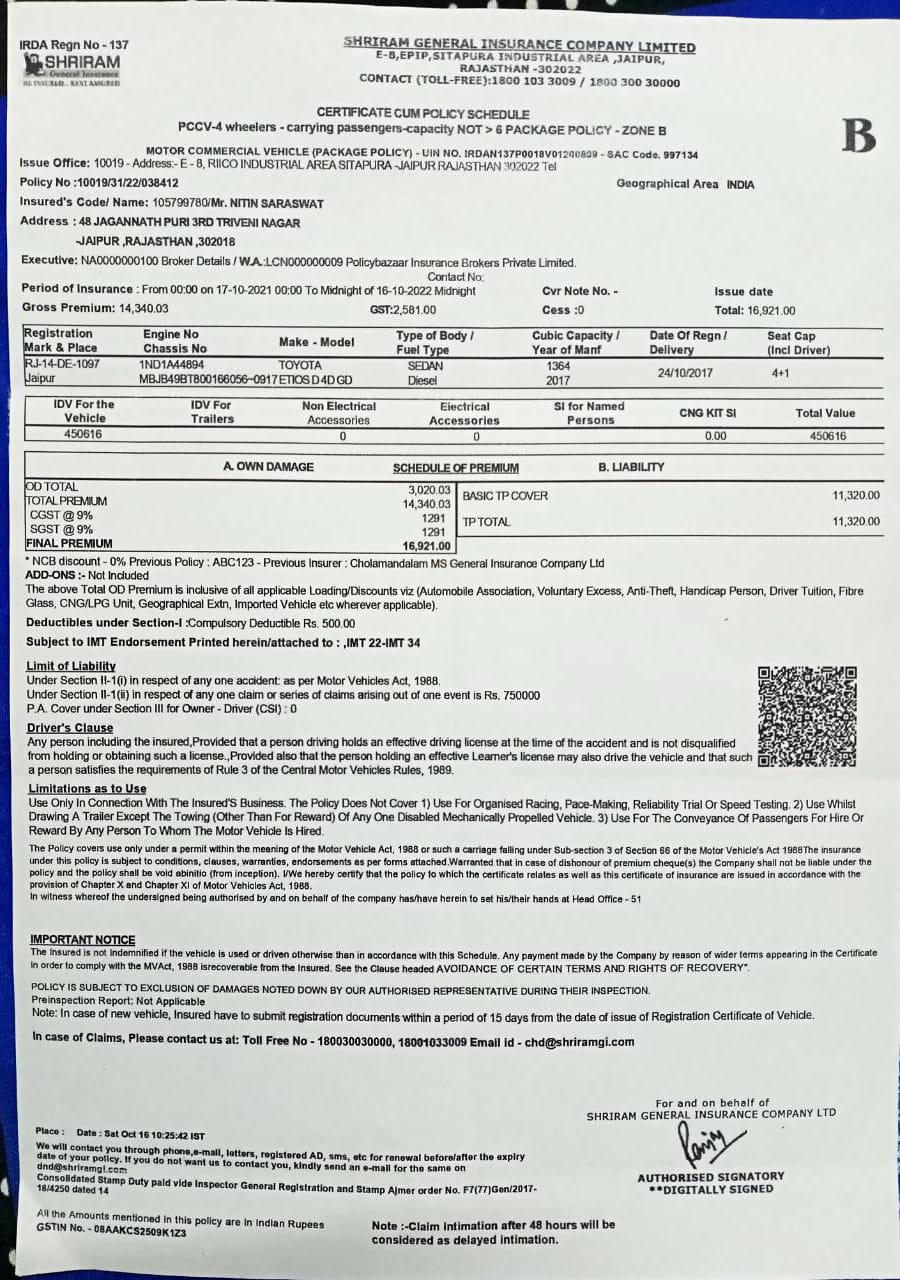 IRDA Regn No - 137
SHRIRAM
General Insurance
SHRIRAM GENERAL INSURANCE COMPANY LIMITED
E-8,EPIP,SITAPURA INDUSTRIAL AREA ,JAIPUR,
RAJASTHAN -302022
CONTACT (TOLL-FREE):1800 103 3009 / 1800 300 30000
CERTIFICATE CUM POLICY SCHEDULE
PCCV-4 wheelers - carrying passengers-capacity NOT > 6 PACKAGE POLICY - ZONE B
B
MOTOR COMMERCIAL VEHICLE (PACKAGE POLICY) - UIN NO. - SAC Code. 997134
Issue Office: 10019 - Address:- E - 8, RIICO INDUSTRIAL AREA SITAPURA -JAIPUR RAJASTHAN 302022 Tel
Policy No :10019/31/22/038412 Geographical Area INDIA
Insured's Code/ Name: 105799780/Mr. NITIN SARASWAT
Address : 48 JAGANNATH PURI 3RD TRIVENI NAGAR
-JAIPUR ,RAJASTHAN ,302018
Executive: NA0000000100 Broker Details / W.A.:LCN000000009 Policybazaar Insurance Brokers Private Limited.
Contact No:
Period of Insurance : From 00:00 on 17-10-2021 00:00 To Midnight of 16-10-2022 Midnight Cvr Note No. - Issue date
Gross Premium: 14,340.03 GST:2,581.00 Cess :0 Total: 16,921.00
Registration Mark & Place Engine No Chassis No Make - Model Type of Body / Fuel Type Cubic Capacity / Year of Manf Date Of Regn / Delivery Seat Cap (Incl Driver)
RJ-14-DE-1097 1ND1A44894 TOYOTA SEDAN 1364 24/10/2017 4+1
Jaipur MBJB49BT800166056-0917 ETIOS D4D GD Diesel 2017
IDV For the Vehicle IDV For Trailers Non Electrical Accessories Electrical Accessories SI for Named Persons CNG KIT SI Total Value
450616 0 0 0.00 450616
A. OWN DAMAGE SCHEDULE OF PREMIUM B. LIABILITY
OD TOTAL 3,020.03 BASIC TP COVER 11,320.00
TOTAL PREMIUM 14,340.03
CGST @ 9% 1291 TP TOTAL 11,320.00
SGST @ 9% 1291
FINAL PREMIUM 16,921.00
* NCB discount - 0% Previous Policy : ABC123 - Previous Insurer : Cholamandalam MS General Insurance Company Ltd
ADD-ONS :- Not Included
The above Total OD Premium is inclusive of all applicable Loading/Discounts viz (Automobile Association, Voluntary Excess, Anti-Theft, Handicap Person, Driver Tuition, Fibre
Glass, CNG/LPG Unit, Geographical Extn, Imported Vehicle etc wherever applicable).
Deductibles under Section-I :Compulsory Deductible Rs. 500.00
Subject to IMT Endorsement Printed herein/attached to : ,IMT 22-IMT 34
Limit of Liability
Under Section II-1(i) in respect of any one accident: as per Motor Vehicles Act, 1988.
Under Section II-1(ii) in respect of any one claim or series of claims arising out of one event is Rs. 750000
P.A. Cover under Section III for Owner - Driver (CSI) : 0
Driver's Clause
Any person including the insured,Provided that a person driving holds an effective driving license at the time of the accident and is not disqualified
from holding or obtaining such a license.,Provided also that the person holding an effective Learner's license may also drive the vehicle and that such
a person satisfies the requirements of Rule 3 of the Central Motor Vehicles Rules, 1989.
Limitations as to Use
Use Only In Connection With The Insured'S Business. The Policy Does Not Cover 1) Use For Organised Racing, Pace-Making, Reliability Trial Or Speed Testing. 2) Use Whilst
Drawing A Trailer Except The Towing (Other Than For Reward) Of Any One Disabled Mechanically Propelled Vehicle. 3) Use For The Conveyance Of Passengers For Hire Or
Reward By Any Person To Whom The Motor Vehicle Is Hired.
The Policy covers use only under a permit within the meaning of the Motor Vehicle Act, 1988 or such a carriage falling under Sub-section 3 of Section 66 of the Motor Vehicle's Act 1988The insurance
under this policy is subject to conditions, clauses, warranties, endorsements as per forms attached.Warranted that in case of dishonour of premium cheque(s) the Company shall not be liable under the
policy and the policy shall be void abinitio (from inception). I/We hereby certify that the policy to which the certificate relates as well as this certificate of insurance are issued in accordance with the
provision of Chapter X and Chapter XI of Motor Vehicles Act, 1988.
In witness whereof the undersigned being authorised by and on behalf of the company has/have herein to set his/their hands at Head Office - 51
IMPORTANT NOTICE
The Insured is not Indemnified if the vehicle is used or driven otherwise than in accordance with this Schedule. Any payment made by the Company by reason of wider terms appearing in the Certificate
in order to comply with the MVAct, 1988 isrecoverable from the Insured. See the Clause headed AVOIDANCE OF CERTAIN TERMS AND RIGHTS OF RECOVERY".
POLICY IS SUBJECT TO EXCLUSION OF DAMAGES NOTED DOWN BY OUR AUTHORISED REPRESENTATIVE DURING THEIR INSPECTION.
Preinspection Report: Not Applicable
Note: In case of new vehicle, Insured have to submit registration documents within a period of 15 days from the date of issue of Registration Certificate of Vehicle.
In case of Claims, Please contact us at: Toll Free No - 180030030000, 18001033009 Email id - chd@shriramgi.com
For and on behalf of
SHRIRAM GENERAL INSURANCE COMPANY LTD
AUTHORISED SIGNATORY
**DIGITALLY SIGNED
Place : Date : Sat Oct 16 10:25:42 IST
We will contact you through phone,e-mail, letters, registered AD, sms, etc for renewal before/after the expiry
date of your policy. If you do not want us to contact you, kindly send an e-mail for the same on
dnd@shriramgi.com
Consolidated Stamp Duty paid vide Inspector General Registration and Stamp Ajmer order No. F7(77)Gen/2017-
18/4250 dated 14
All the Amounts mentioned in this policy are in Indian Rupees
GSTIN No. - 08AAKCS2509K1Z3
Note :-Claim intimation after 48 hours will be
considered as delayed intimation.